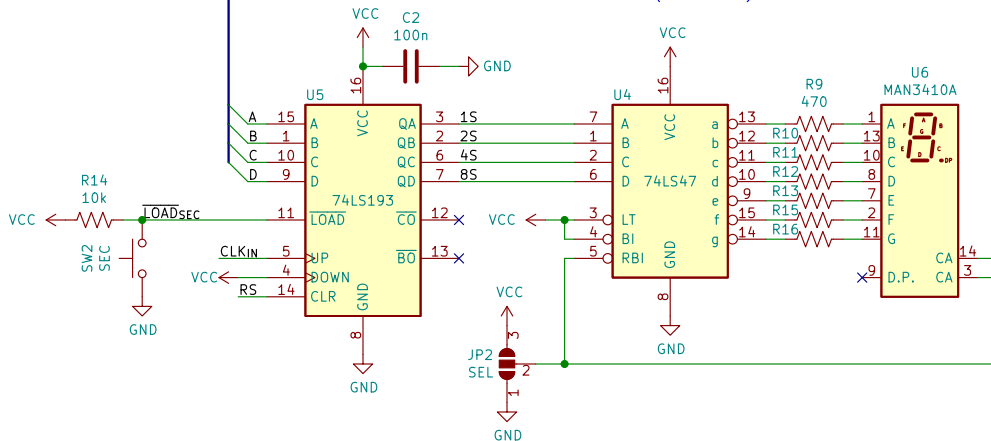 VCC
C2
100n
GND
16
U5
VCC
A 15 A
B 1 B
C 10 C
D 9 D
QA 3 1S
QB 2 2S
QC 6 4S
QD 7 8S
74LS193
R14
10k
VCC
LOADSEC
11 LOAD
CO 12
BO 13
SW2
SEC
CLKIN 5 UP
VCC 4 DOWN
RS 14 CLR
GND
8
GND
GND
VCC
16
U4
VCC
7 A
1 B
2 C
6 D
74LS47
VCC
3 LT
4 BI
5 RBI
a 13
b 12
c 11
d 10
e 9
f 15
g 14
GND
8
GND
R9
470
R10
R11
R12
R13
R15
R16
U6
MAN3410A
1 A
13 B
10 C
8 D
7 E
2 F
11 G
9 D.P.
A
F B
G
E C
D
DP
CA 14
CA 3
VCC
3
JP2
SEL
2
1
GND